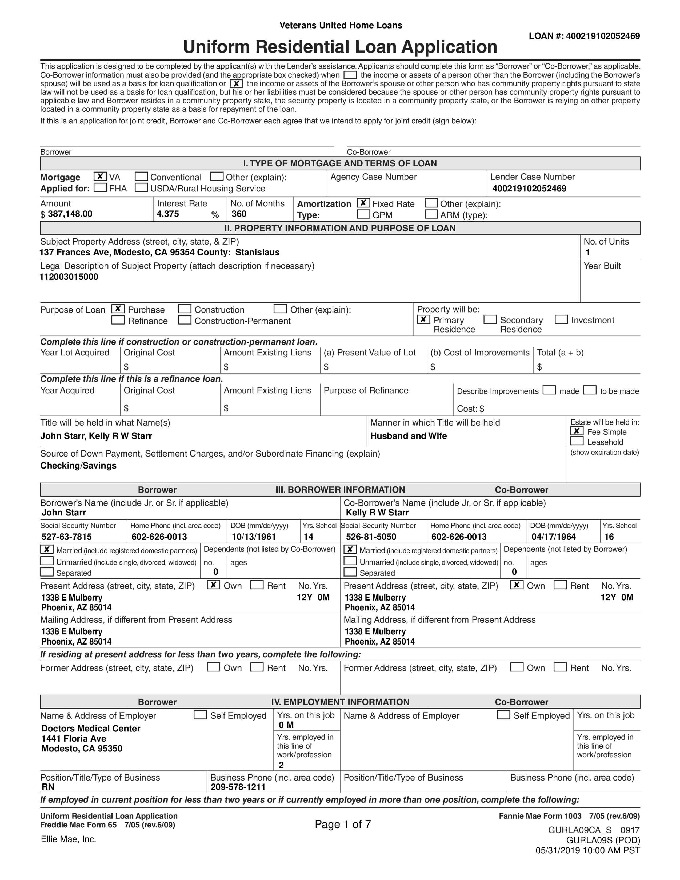 Veterans United Home Loans
LOAN #: 400219102052469
Uniform Residential Loan Application
This application is designed to be completed by the applicant(s) with the Lender's assistance. Applicants should complete this form as "Borrower" or "Co-Borrower," as applicable.
Co-Borrower information must also be provided (and the appropriate box checked) when the income or assets of a person other than the Borrower (including the Borrower's
spouse) will be used as a basis for loan qualification or X the income or assets of the Borrower's spouse or other person who has community property rights pursuant to state
law will not be used as a basis for loan qualification, but his or her liabilities must be considered because the spouse or other person has community property rights pursuant to
applicable law and Borrower resides in a community property state, the security property is located in a community property state, or the Borrower is relying on other property
located in a community property state as a basis for repayment of the loan.
If this is an application for joint credit, Borrower and Co-Borrower each agree that we intend to apply for joint credit (sign below):
Borrower Co-Borrower
I. TYPE OF MORTGAGE AND TERMS OF LOAN
Mortgage X VA Conventional Other (explain): Agency Case Number Lender Case Number
Applied for: FHA USDA/Rural Housing Service 400219102052469
Amount Interest Rate No. of Months Amortization X Fixed Rate Other (explain):
$ 387,148.00 4.375 % 360 Type: GPM ARM (type):
II. PROPERTY INFORMATION AND PURPOSE OF LOAN
Subject Property Address (street, city, state, & ZIP) No. of Units
137 Frances Ave, Modesto, CA 95354 County: Stanislaus 1
Legal Description of Subject Property (attach description if necessary) Year Built
112003015000
Purpose of Loan X Purchase Construction Other (explain): Property will be:
Refinance Construction-Permanent X Primary Residence Secondary Residence Investment
Complete this line if construction or construction-permanent loan.
Year Lot Acquired Original Cost Amount Existing Liens (a) Present Value of Lot (b) Cost of Improvements Total (a + b)
$ $ $ $ $
Complete this line if this is a refinance loan.
Year Acquired Original Cost Amount Existing Liens Purpose of Refinance Describe Improvements made to be made
$ $ Cost: $
Title will be held in what Name(s) Manner in which Title will be held Estate will be held in:
John Starr, Kelly R W Starr Husband and Wife X Fee Simple
Leasehold
Source of Down Payment, Settlement Charges, and/or Subordinate Financing (explain) (show expiration date)
Checking/Savings
Borrower III. BORROWER INFORMATION Co-Borrower
Borrower's Name (include Jr. or Sr. if applicable) Co-Borrower's Name (include Jr. or Sr. if applicable)
John Starr Kelly R W Starr
Social Security Number Home Phone (incl. area code) DOB (mm/dd/yyyy) Yrs. School Social Security Number Home Phone (incl. area code) DOB (mm/dd/yyyy) Yrs. School
527-63-7815 602-626-0013 10/13/1961 14 526-81-5050 602-626-0013 04/17/1964 16
X Married (include registered domestic partners) Dependents (not listed by Co-Borrower) X Married (include registered domestic partners) Dependents (not listed by Borrower)
Unmarried (include single, divorced, widowed) no. ages Unmarried (include single, divorced, widowed) no. ages
Separated 0 Separated 0
Present Address (street, city, state, ZIP) X Own Rent No. Yrs. Present Address (street, city, state, ZIP) X Own Rent No. Yrs.
1338 E Mulberry 12Y 0M 1338 E Mulberry 12Y 0M
Phoenix, AZ 85014 Phoenix, AZ 85014
Mailing Address, if different from Present Address Mailing Address, if different from Present Address
1338 E Mulberry 1338 E Mulberry
Phoenix, AZ 85014 Phoenix, AZ 85014
If residing at present address for less than two years, complete the following:
Former Address (street, city, state, ZIP) Own Rent No. Yrs. Former Address (street, city, state, ZIP) Own Rent No. Yrs.
Borrower IV. EMPLOYMENT INFORMATION Co-Borrower
Name & Address of Employer Self Employed Yrs. on this job Name & Address of Employer Self Employed Yrs. on this job
Doctors Medical Center 0 M
1441 Floria Ave Yrs. employed in this line of work/profession Yrs. employed in this line of work/profession
Modesto, CA 95350
2
Position/Title/Type of Business Business Phone (incl. area code) Position/Title/Type of Business Business Phone (incl. area code)
RN 209-578-1211
If employed in current position for less than two years or if currently employed in more than one position, complete the following:
Uniform Residential Loan Application Fannie Mae Form 1003 7/05 (rev.6/09)
Freddie Mac Form 65 7/05 (rev.6/09) Page 1 of 7
Ellie Mae, Inc. GURLA09CA_S 0917
GURLA09S (POD)
05/31/2019 10:00 AM PST